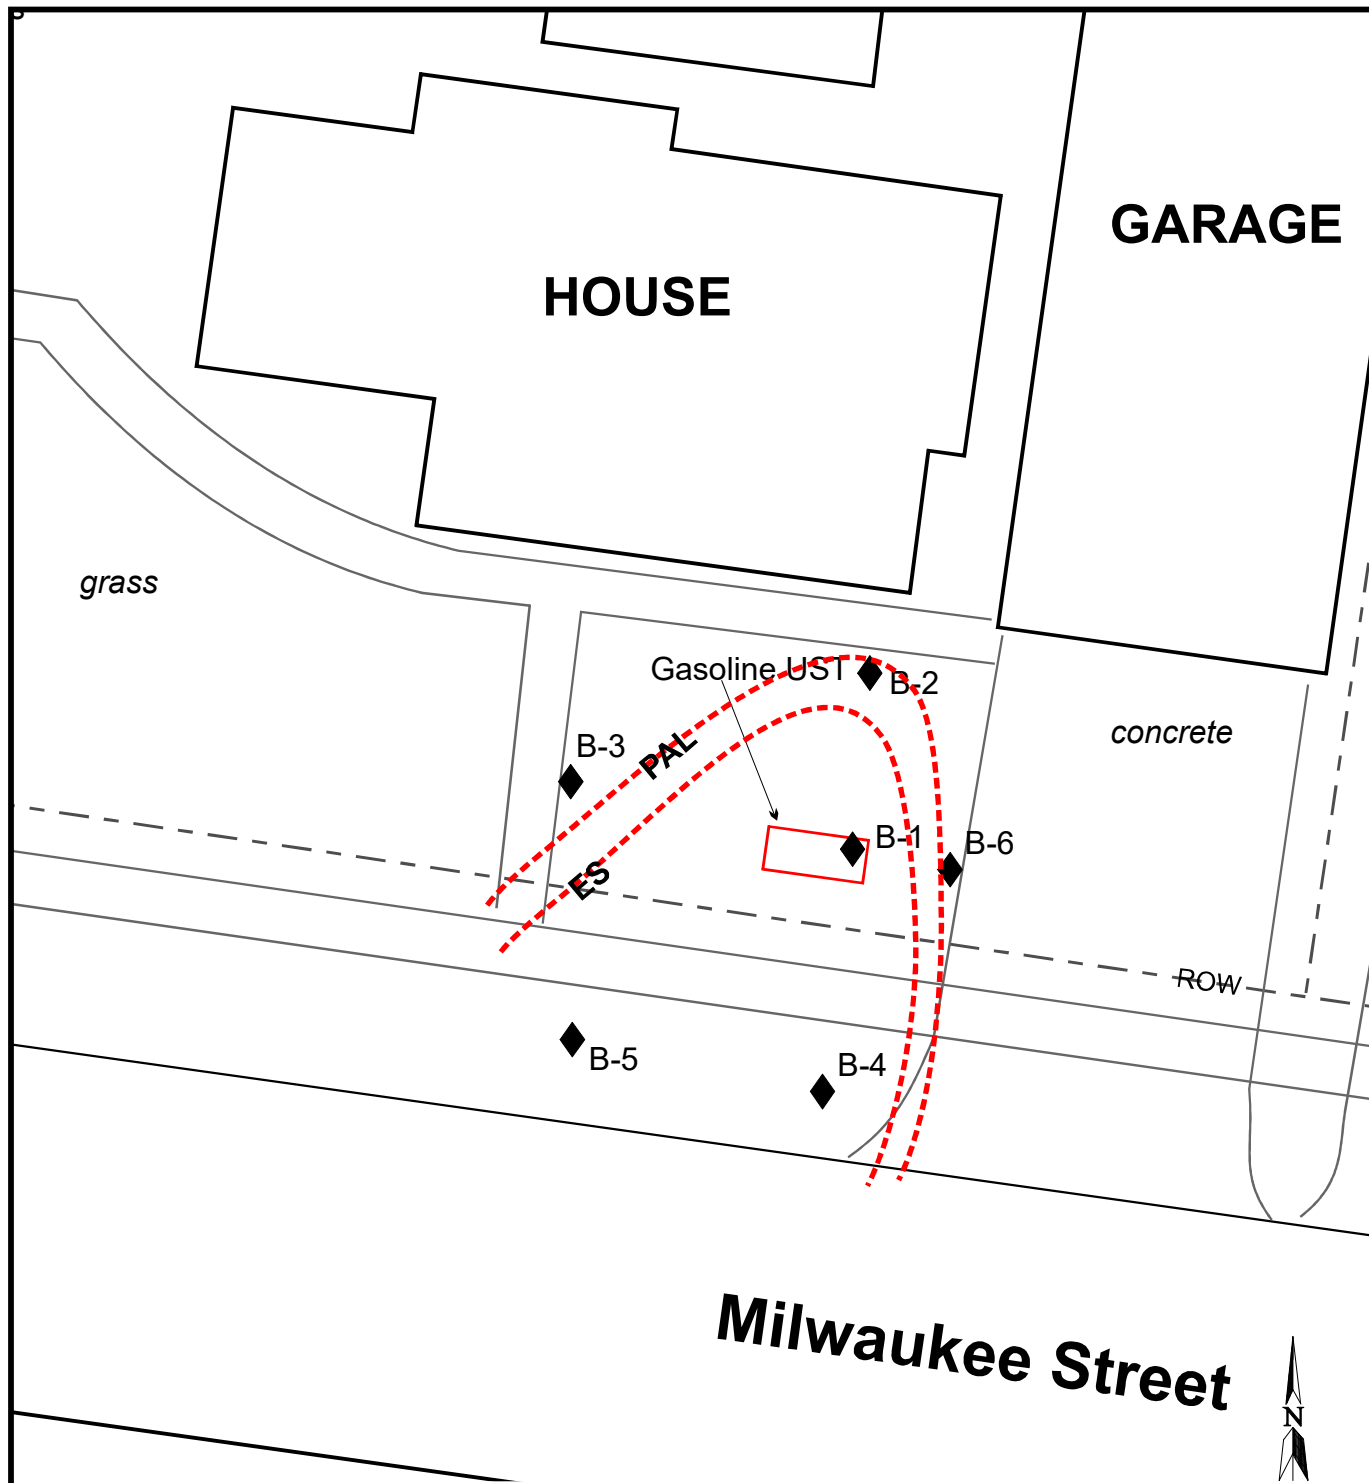 HOUSE
GARAGE
grass
Gasoline UST
B-2
concrete
B-3
PAL
B-1
B-6
ES
ROW
B-5
B-4
Milwaukee Street
N